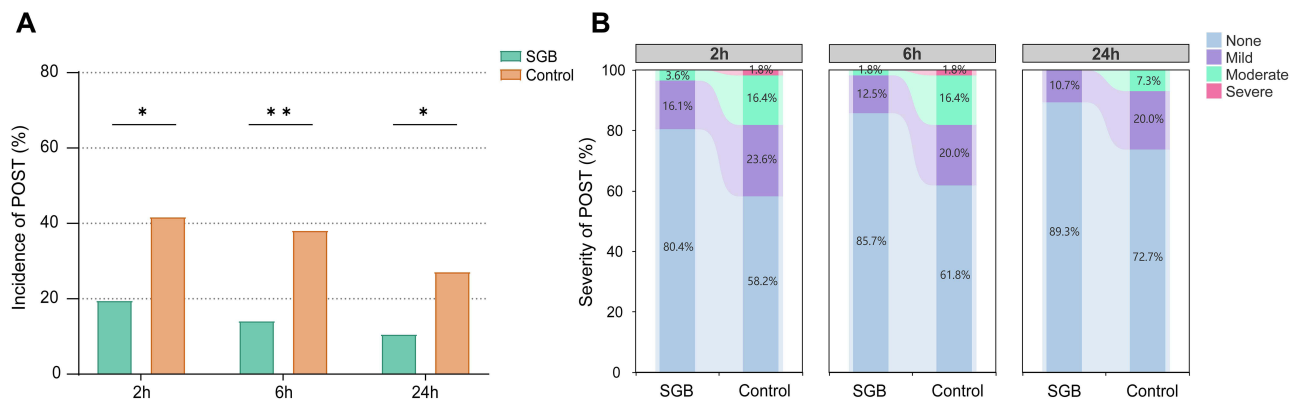 A
SGB
Control
Incidence of POST (%)
80
60
40
20
0
*
**
*
2h
6h
24h
B
None
Mild
Moderate
Severe
Severity of POST (%)
100
80
60
40
20
0
2h
3.6%
16.1%
80.4%
1.8%
16.4%
23.6%
58.2%
SGB
Control
6h
1.8%
12.5%
85.7%
1.8%
16.4%
20.0%
61.8%
SGB
Control
24h
10.7%
89.3%
7.3%
20.0%
72.7%
SGB
Control